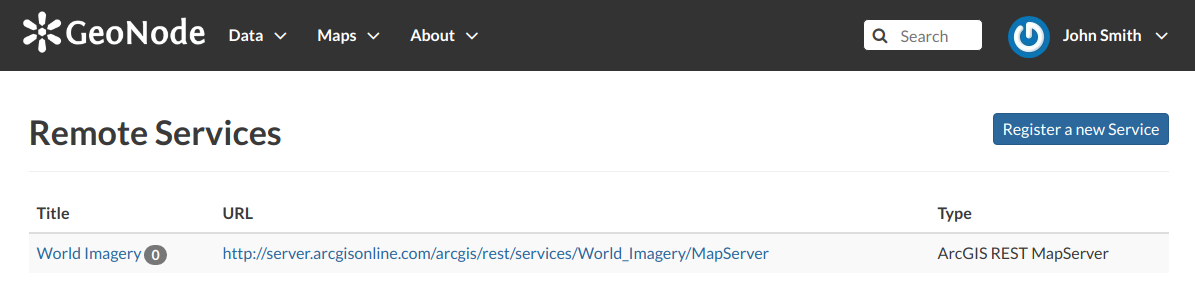 GeoNode Data Maps About Search John Smith
Remote Services Register a new Service
Title URL Type
World Imagery 0 http://server.arcgisonline.com/arcgis/rest/services/World_Imagery/MapServer ArcGIS REST MapServer